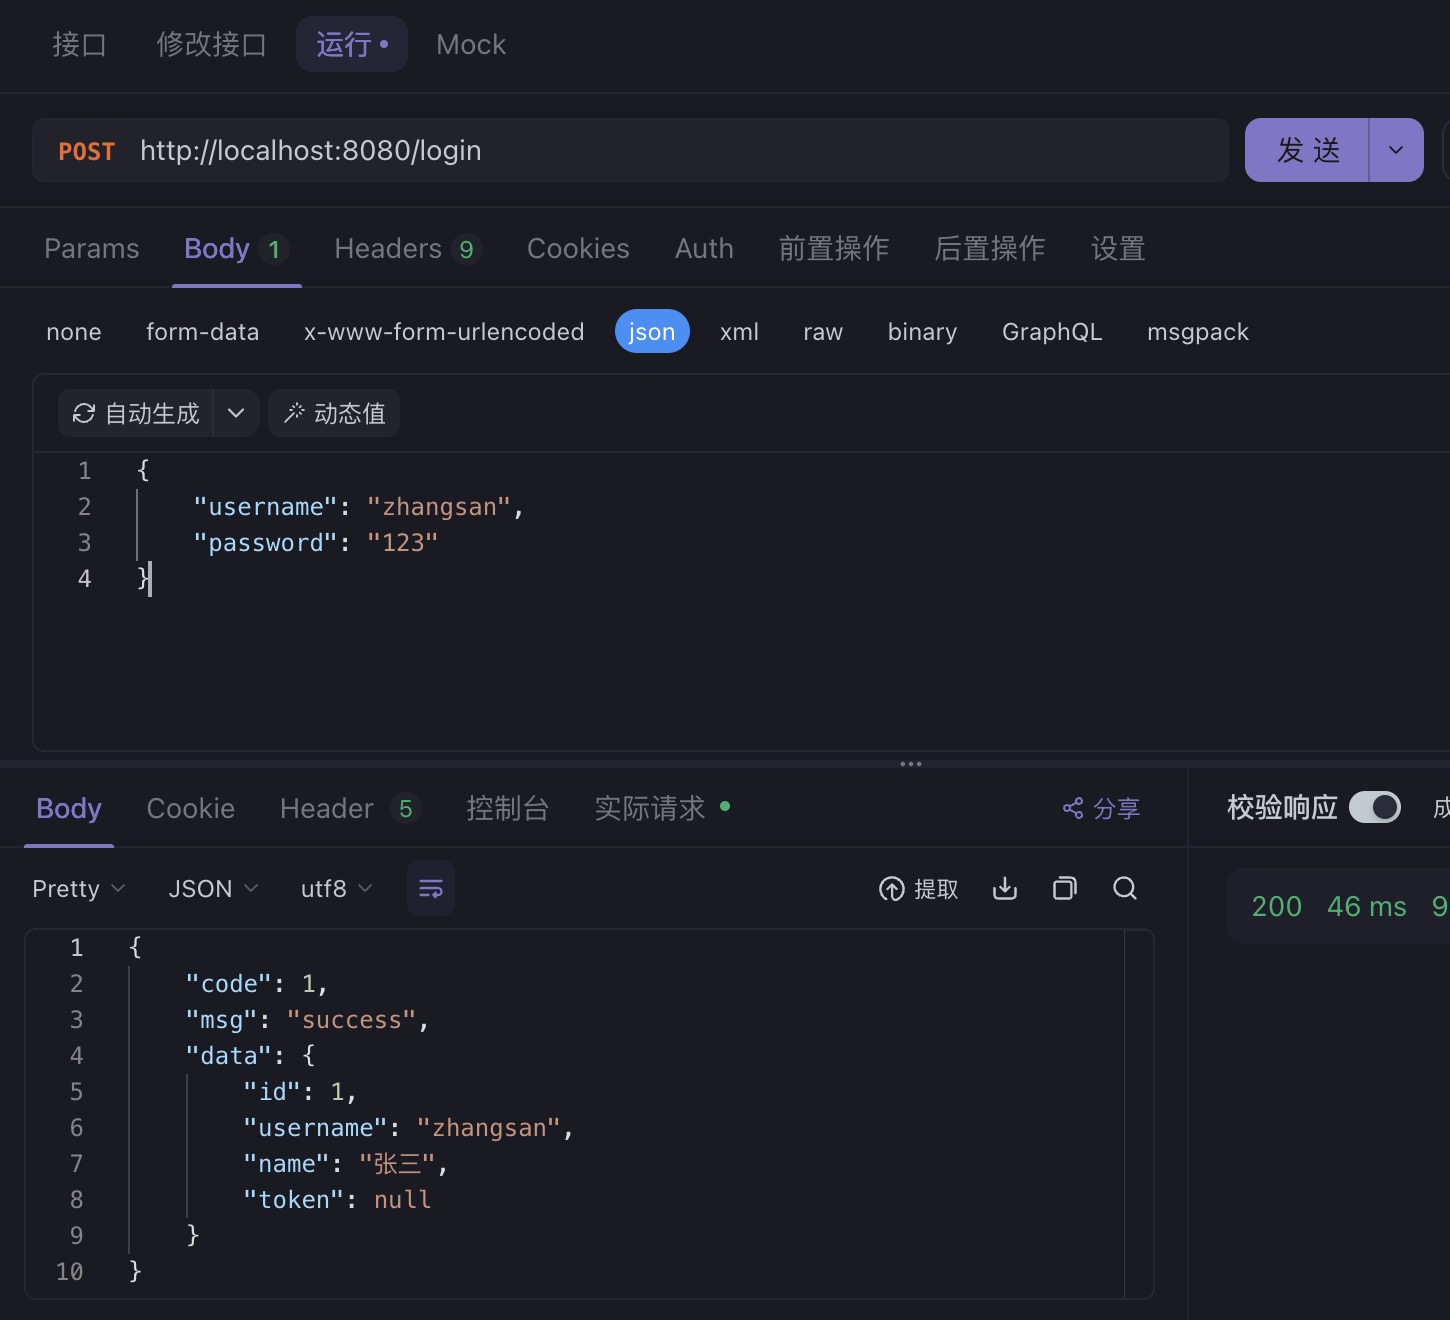 接口 修改接口 运行 Mock
POST http://localhost:8080/login 发 送
Params Body 1 Headers 9 Cookies Auth 前置操作 后置操作 设置
none form-data x-www-form-urlencoded json xml raw binary GraphQL msgpack
自动生成 动态值
1 {
2 "username": "zhangsan",
3 "password": "123"
4 }
Body Cookie Header 5 控制台 实际请求 分享 校验响应
Pretty JSON utf8 提取
200 46 ms 9
1 {
2 "code": 1,
3 "msg": "success",
4 "data": {
5 "id": 1,
6 "username": "zhangsan",
7 "name": "张三",
8 "token": null
9 }
10 }